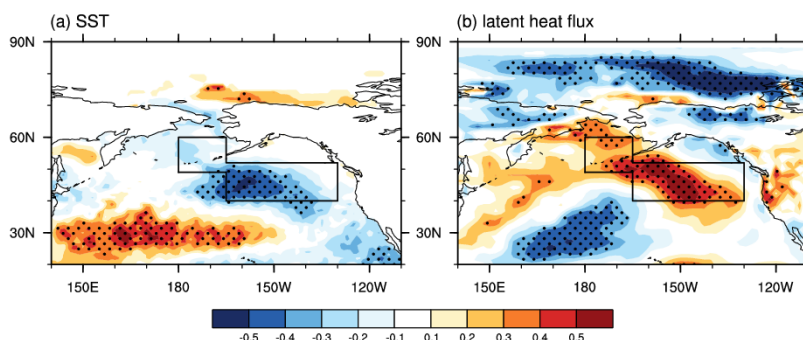 (a) SST
(b) latent heat flux
90N
60N
30N
150E
180
150W
120W
90N
60N
30N
150E
180
150W
120W
-0.5
-0.4
-0.3
-0.2
-0.1
0.1
0.2
0.3
0.4
0.5